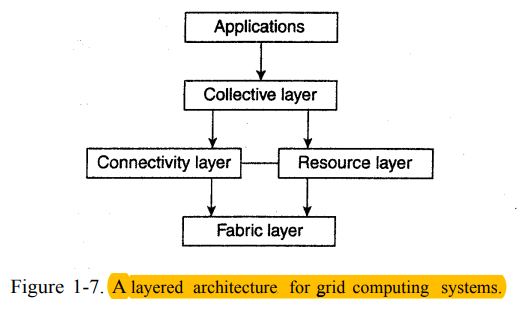 Applications
Collective layer
Connectivity layer Resource layer
Fabric layer
Figure 1-7. A layered architecture for grid computing systems.